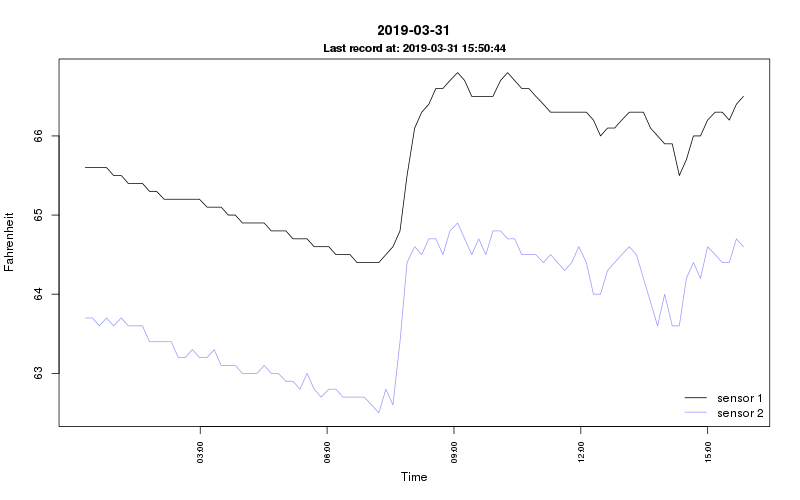 2019-03-31
Last record at: 2019-03-31 15:50:44
Fahrenheit
66
65
64
63
sensor 1
sensor 2
03:00
06:00
09:00
12:00
15:00
Time